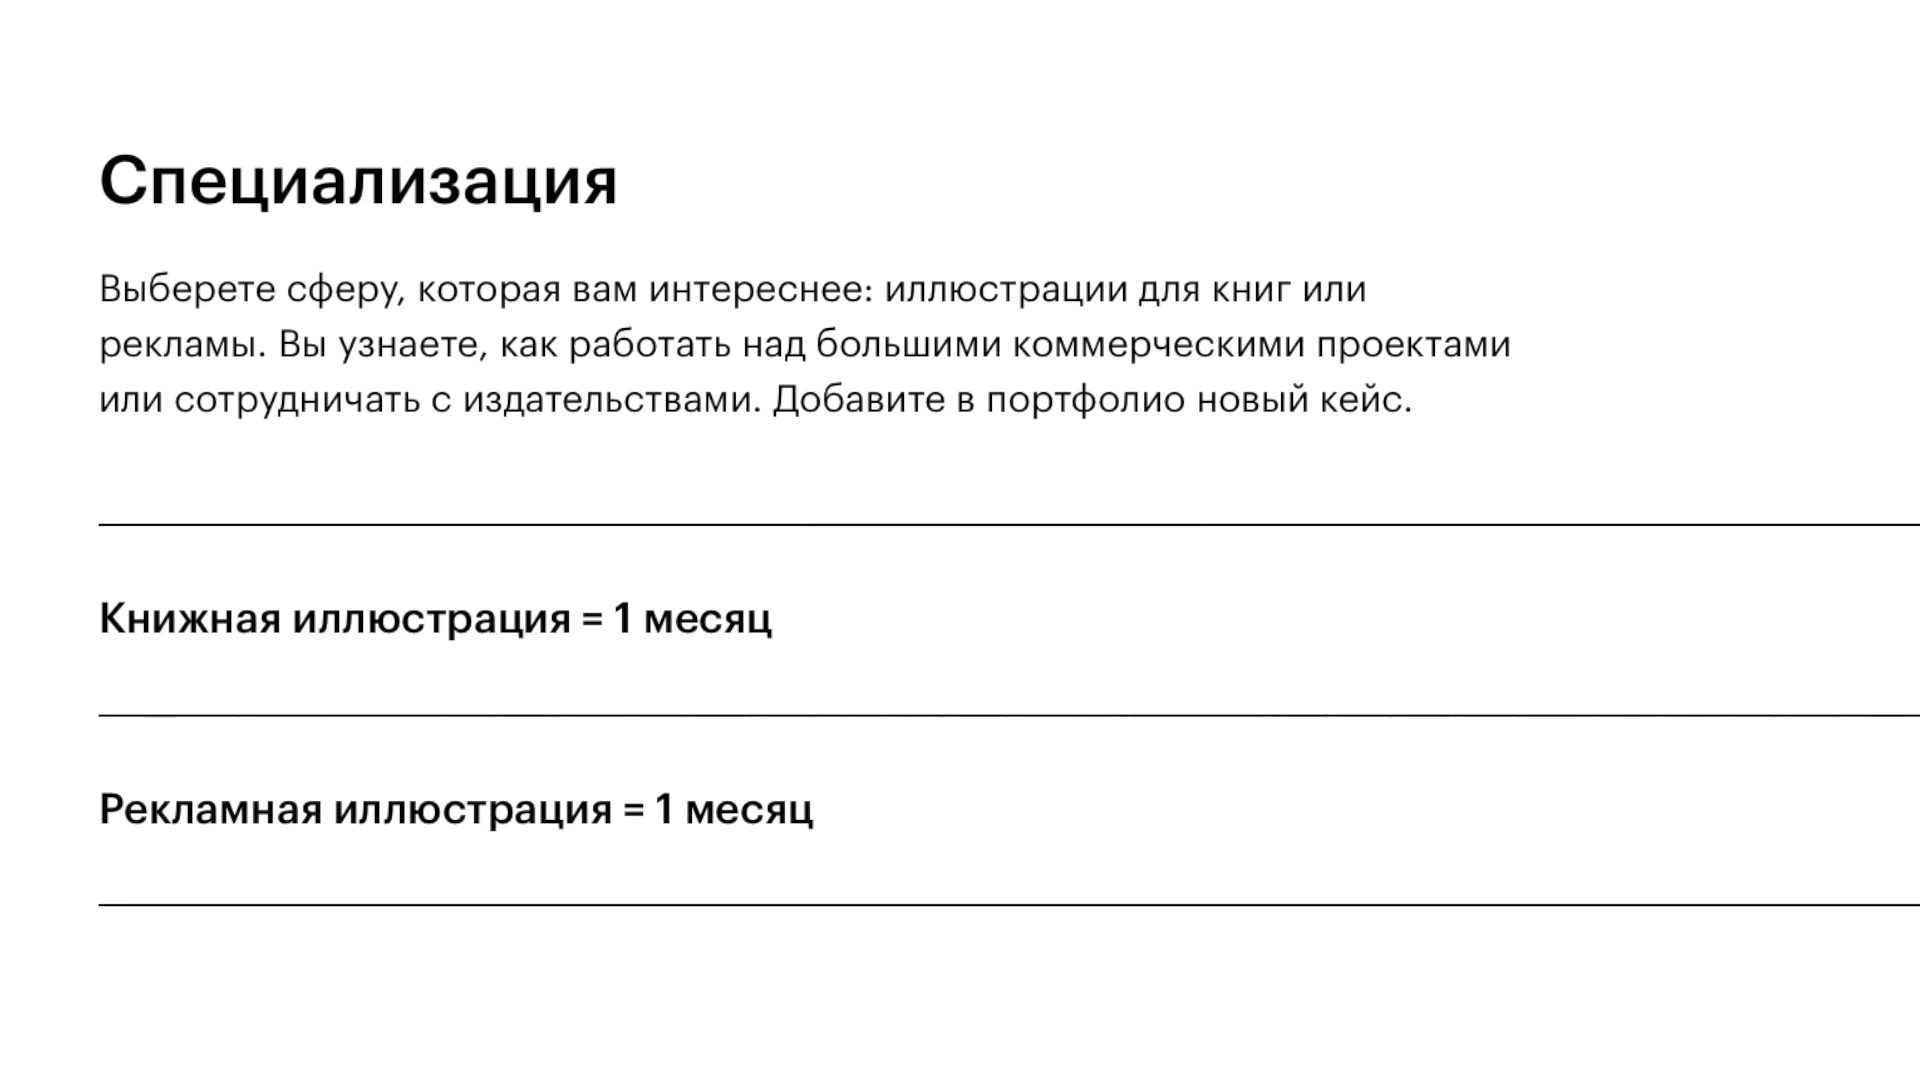 Специализация
Выберете сферу, которая вам интереснее: иллюстрации для книг или
рекламы. Вы узнаете, как работать над большими коммерческими проектами
или сотрудничать с издательствами. Добавите в портфолио новый кейс.
Книжная иллюстрация = 1 месяц
Рекламная иллюстрация = 1 месяц